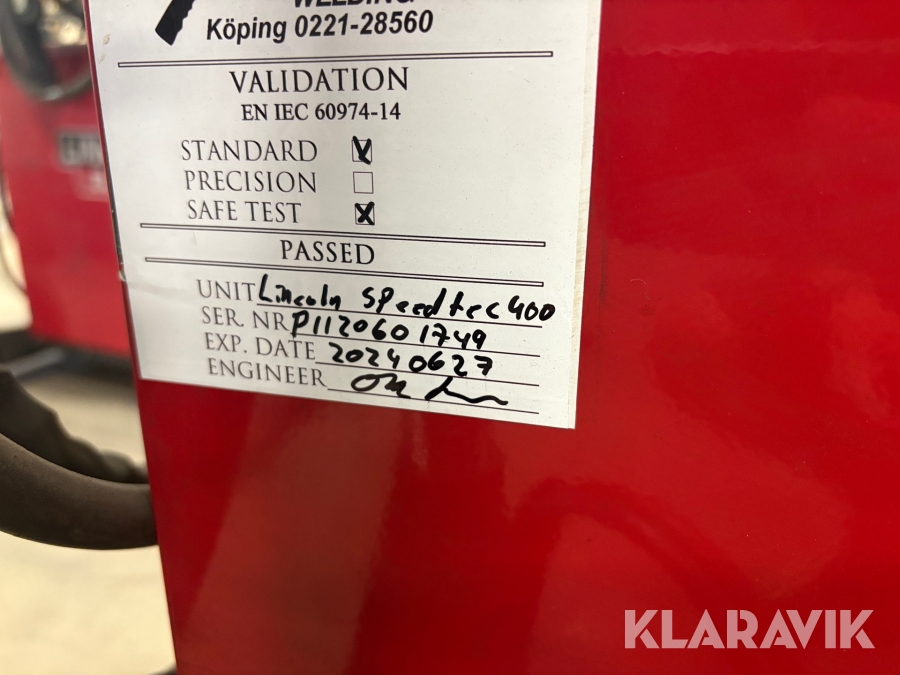 WELDING
Köping 0221-28560
VALIDATION
EN IEC 60974-14
STANDARD
PRECISION
SAFE TEST
PASSED
UNIT Lincoln Speedtec 400
SER. NR P1120601749
EXP. DATE 20240627
ENGINEER
KLARAVIK